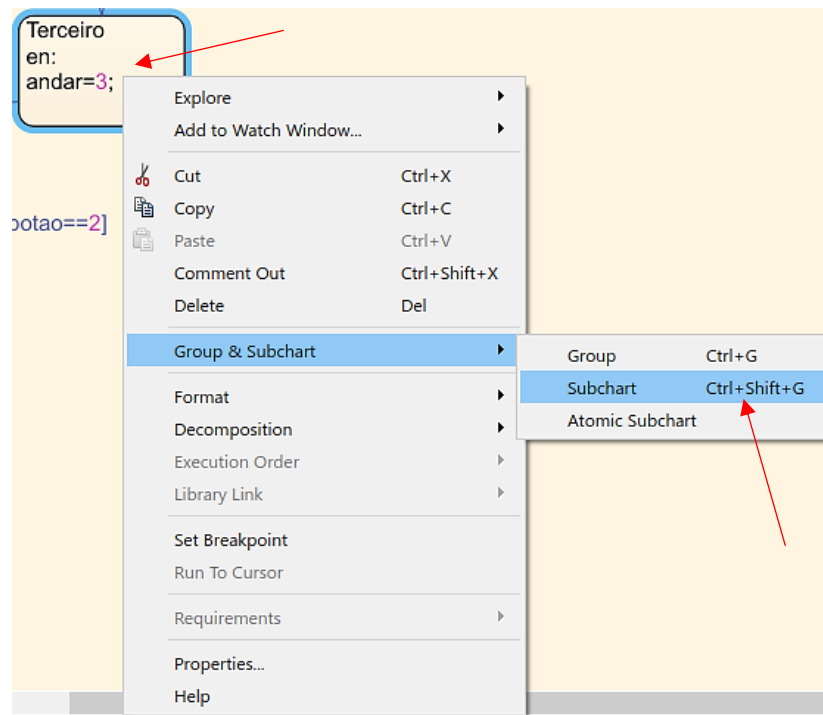 Terceiro
en:
andar=3;
Explore
Add to Watch Window...
Cut Ctrl+X
Copy Ctrl+C
otao==2]
Paste Ctrl+V
Comment Out Ctrl+Shift+X
Delete Del
Group & Subchart
Group Ctrl+G
Subchart Ctrl+Shift+G
Atomic Subchart
Format
Decomposition
Execution Order
Library Link
Set Breakpoint
Run To Cursor
Requirements
Properties...
Help